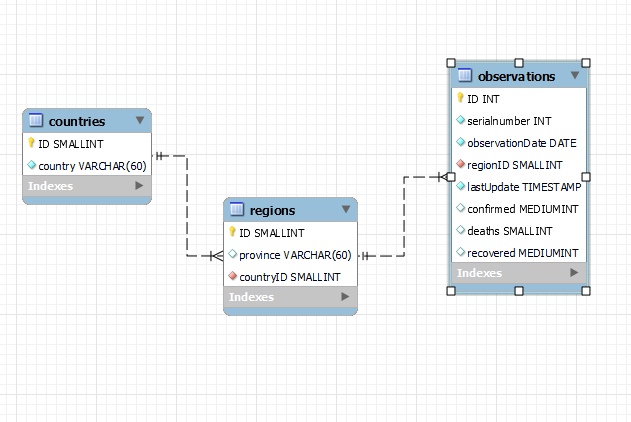 countries
ID SMALLINT
country VARCHAR(60)
Indexes
regions
ID SMALLINT
province VARCHAR(60)
countryID SMALLINT
Indexes
observations
ID INT
serialnumber INT
observationDate DATE
regionID SMALLINT
lastUpdate TIMESTAMP
confirmed MEDIUMINT
deaths SMALLINT
recovered MEDIUMINT
Indexes